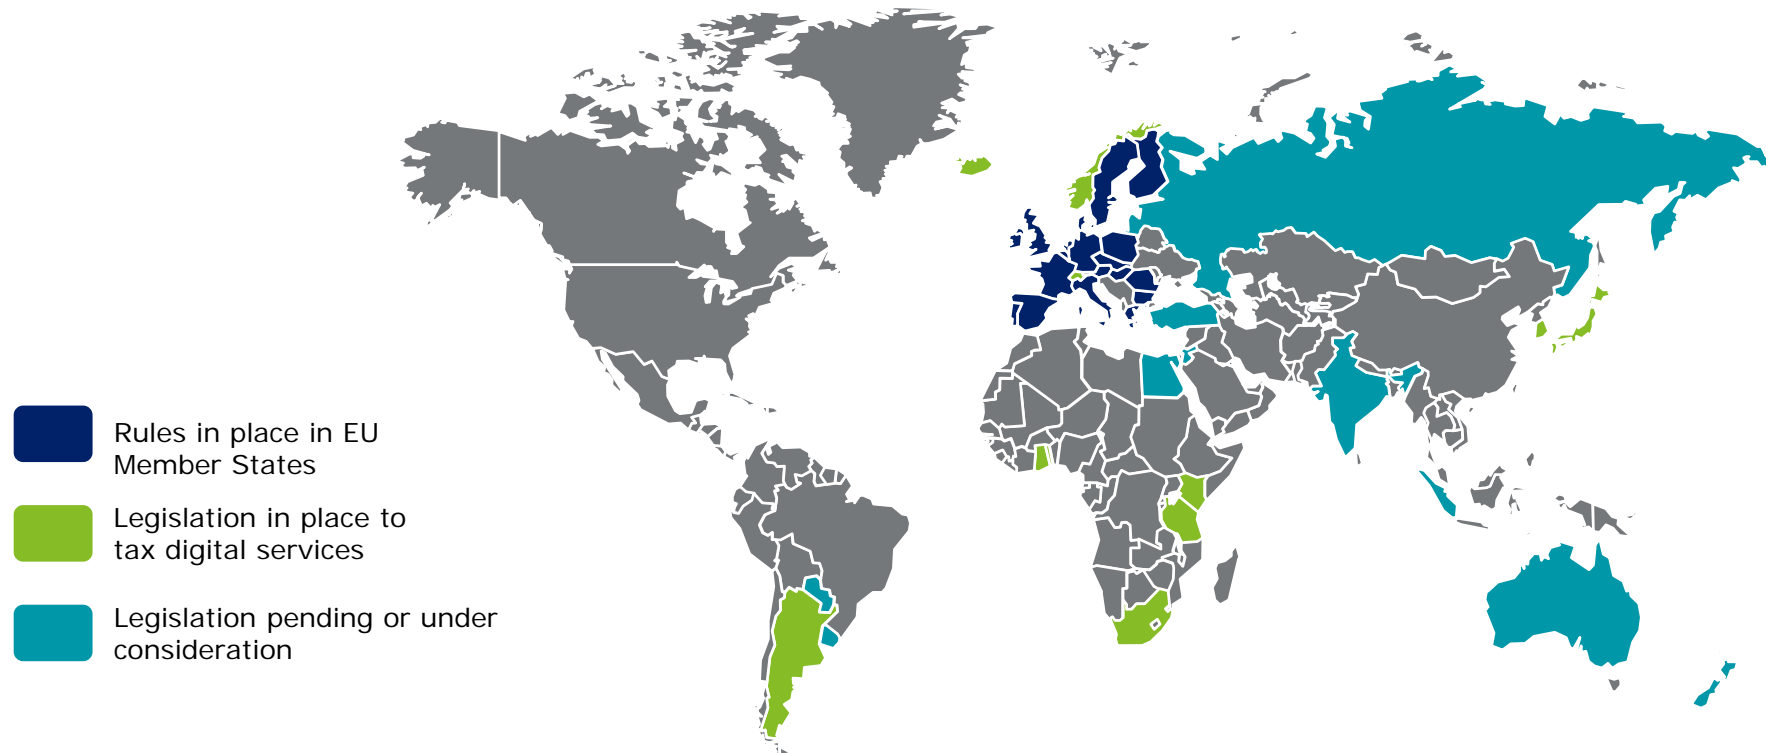 Rules in place in EU
Member States
Legislation in place to
tax digital services
Legislation pending or under
consideration